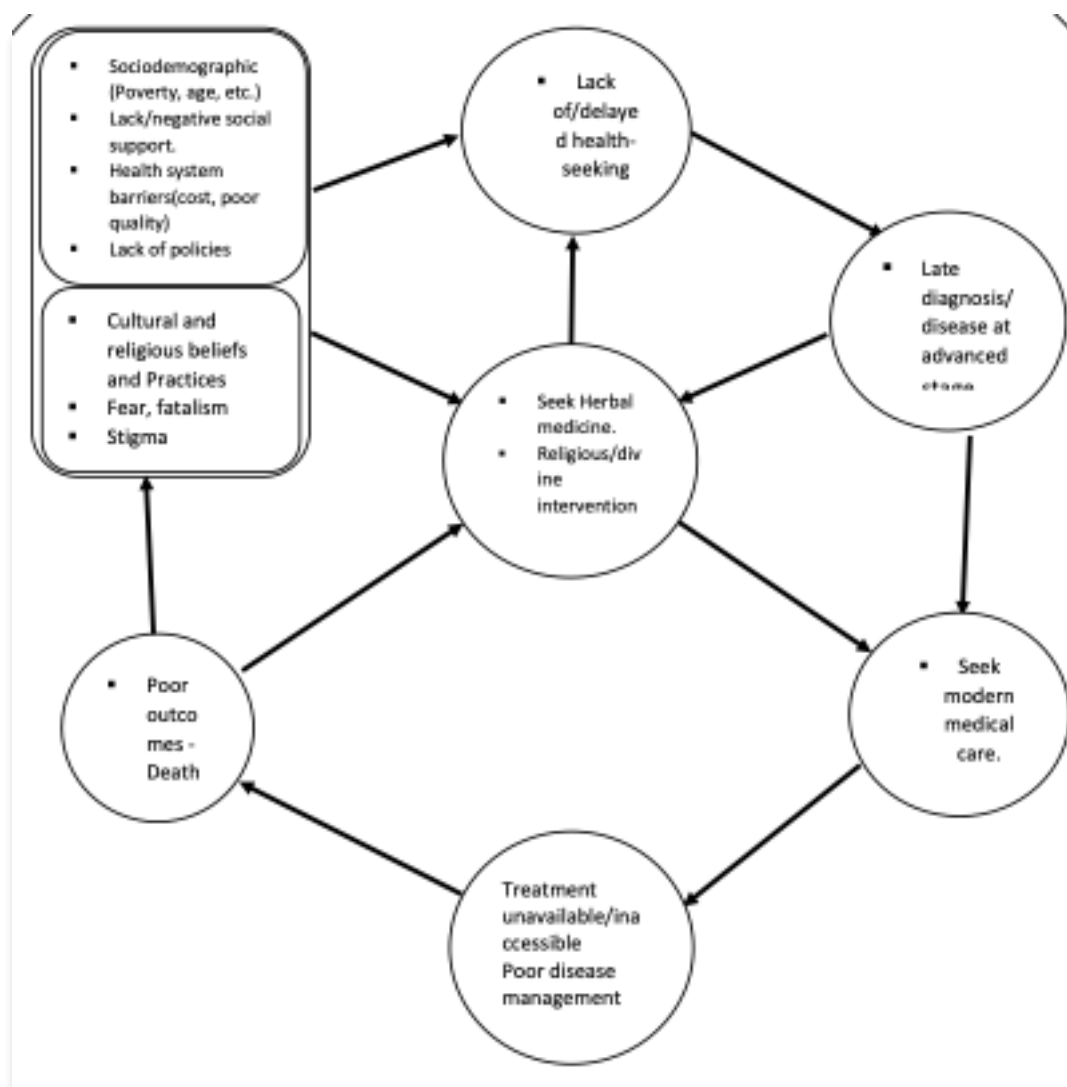 ▪ Sociodemographic
(Poverty, age, etc.)
▪ Lack/negative social
support.
▪ Health system
barriers(cost, poor
quality)
▪ Lack of policies
▪ Cultural and
religious beliefs
and Practices
▪ Fear, fatalism
▪ Stigma
▪ Lack
of/delaye
d health-
seeking
▪ Late
diagnosis/
disease at
advanced
▪ Seek Herbal
medicine.
▪ Religious/div
ine
intervention
▪ Poor
outco
mes -
Death
▪ Seek
modern
medical
care.
Treatment
unavailable/ina
ccessible
Poor disease
management